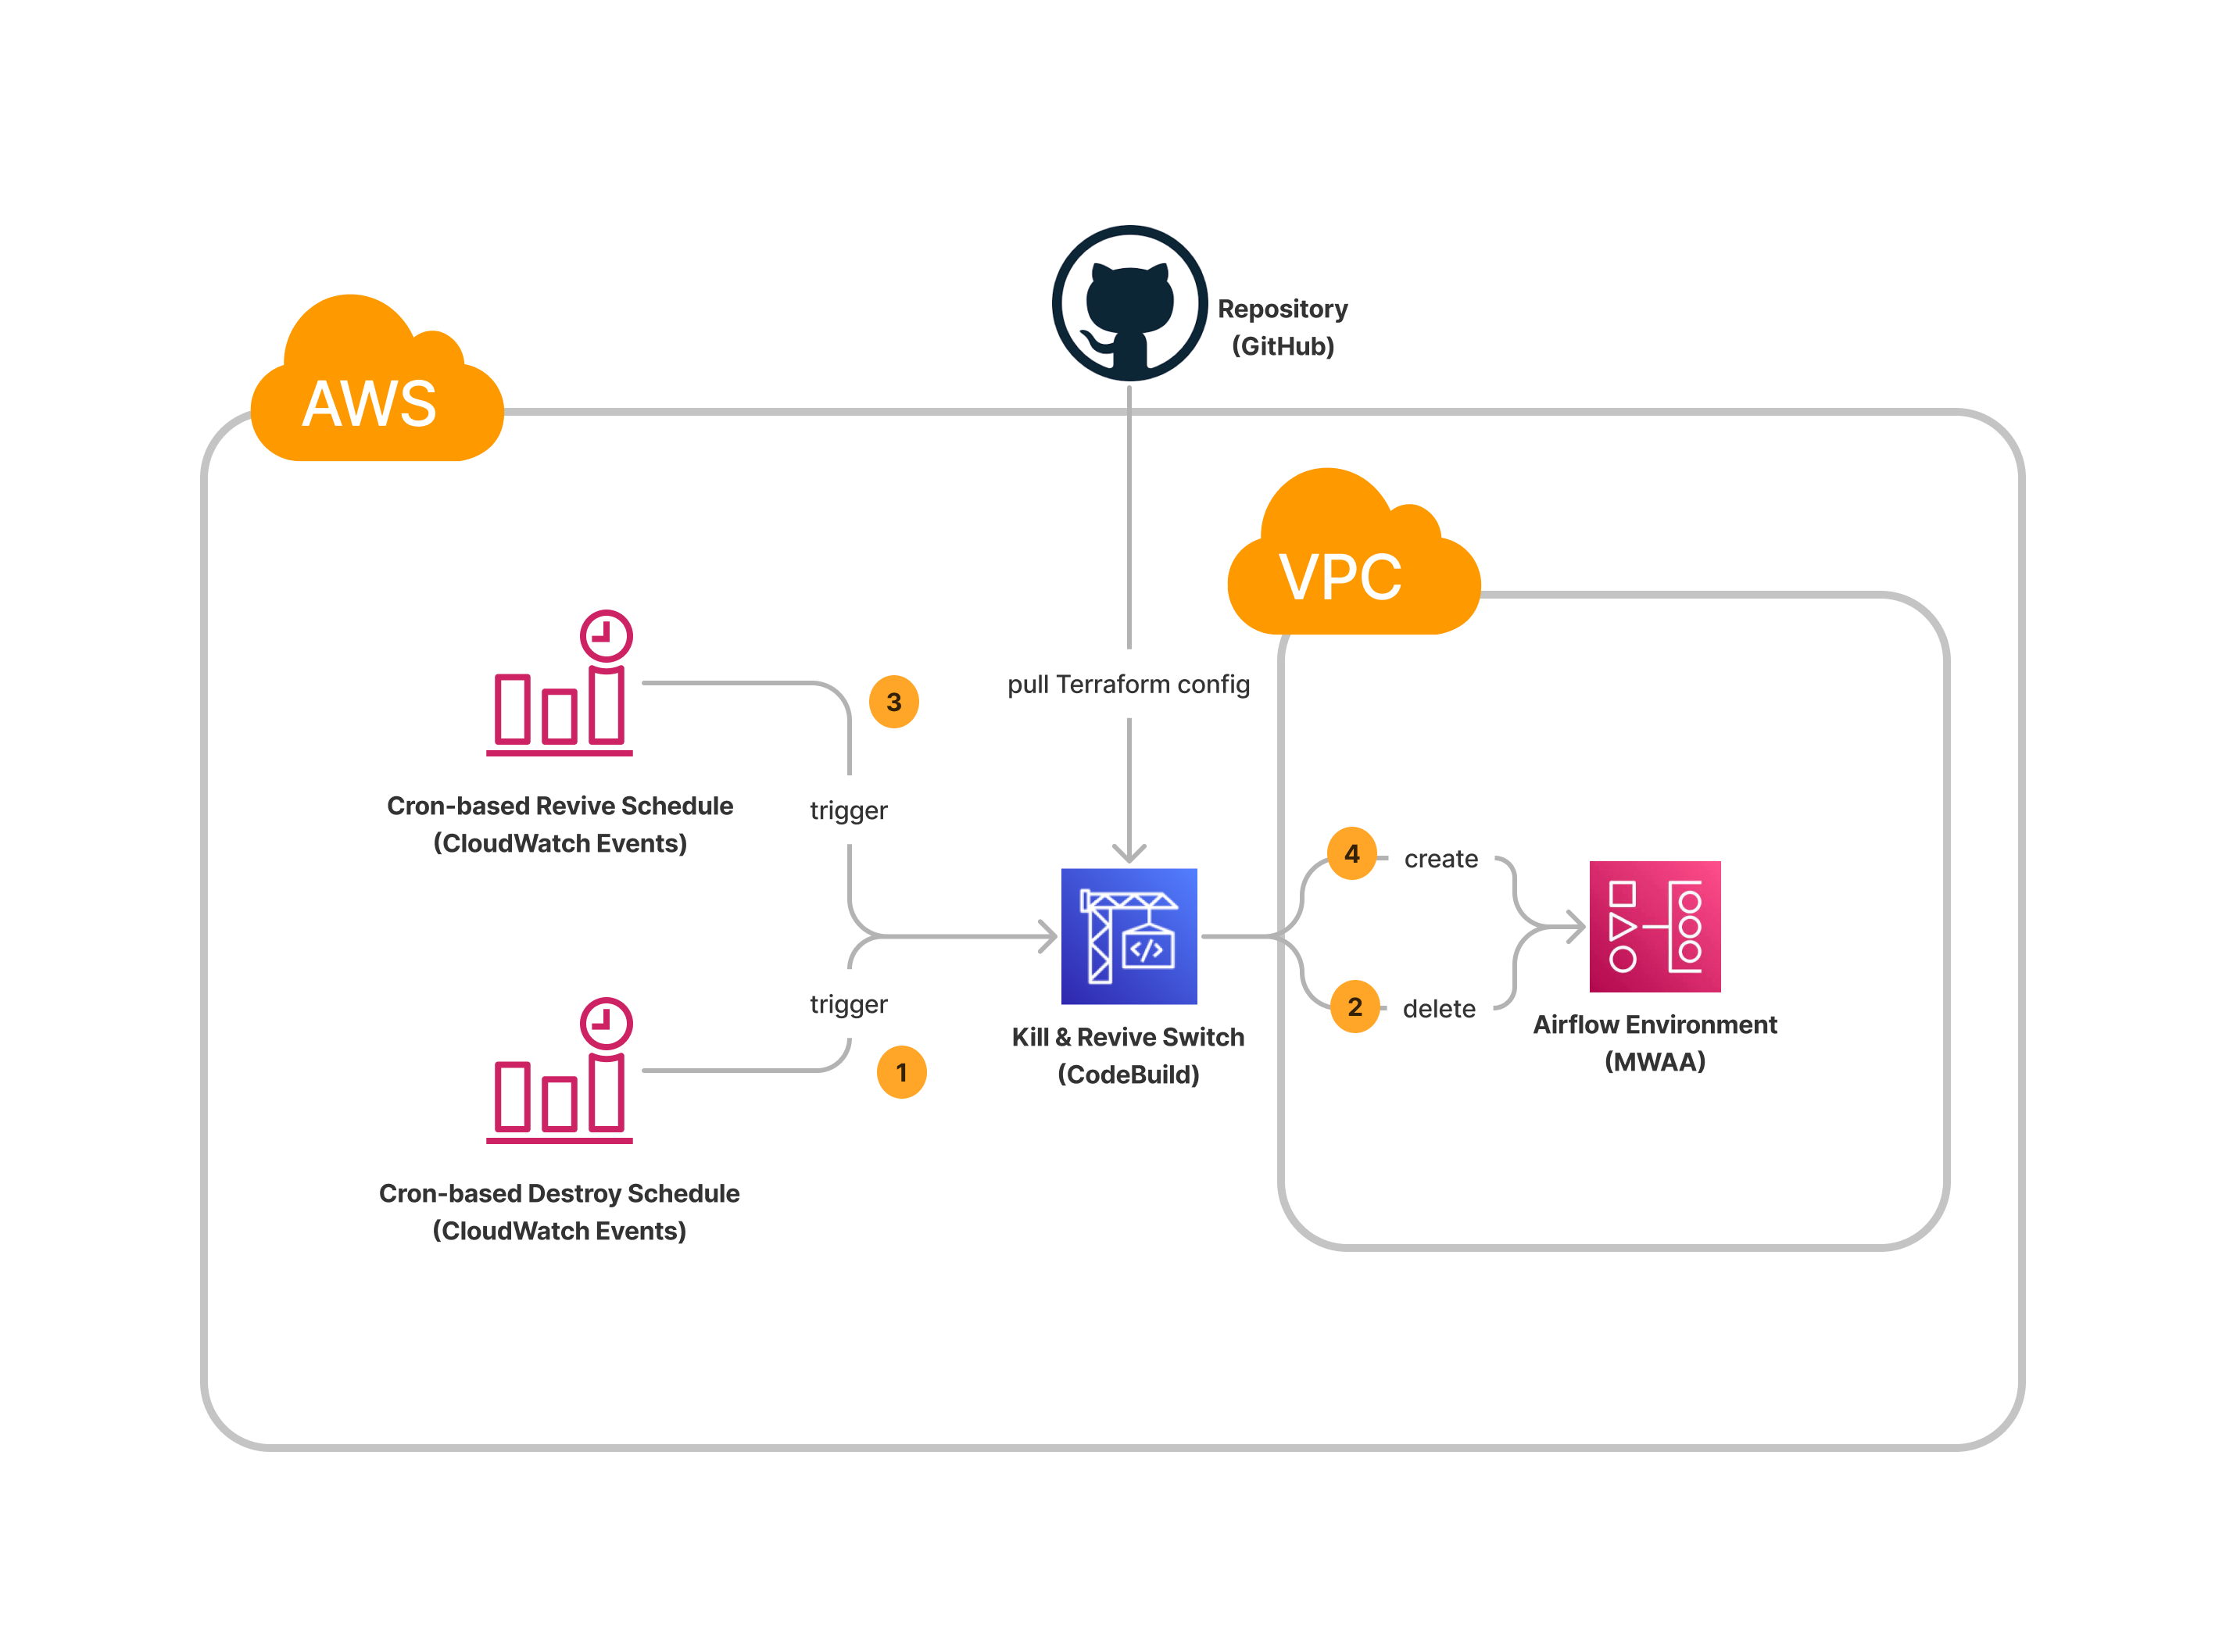 Repository
(GitHub)
AWS
VPC
pull Terraform config
3
Cron-based Revive Schedule
(CloudWatch Events)
trigger
4
create
trigger
2
delete
Kill & Revive Switch
(CodeBuild)
Airflow Environment
(MWAA)
1
Cron-based Destroy Schedule
(CloudWatch Events)